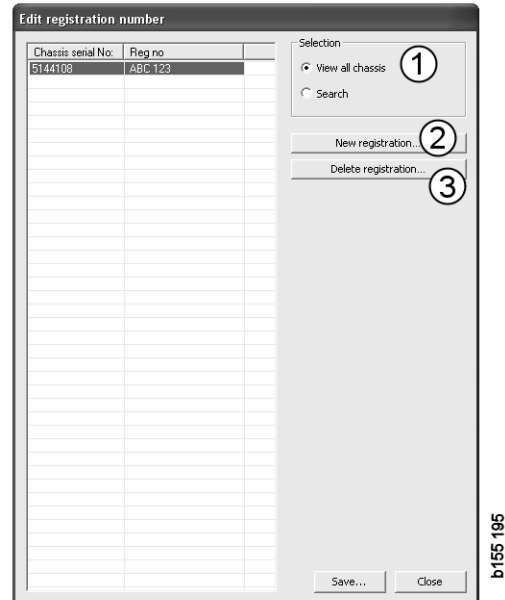 Edit registration number
Chassis serial No: Reg no
5144108 ABC 123
Selection
View all chassis
1
Search
New registration...
2
Delete registration...
3
Save... Close
b155 195